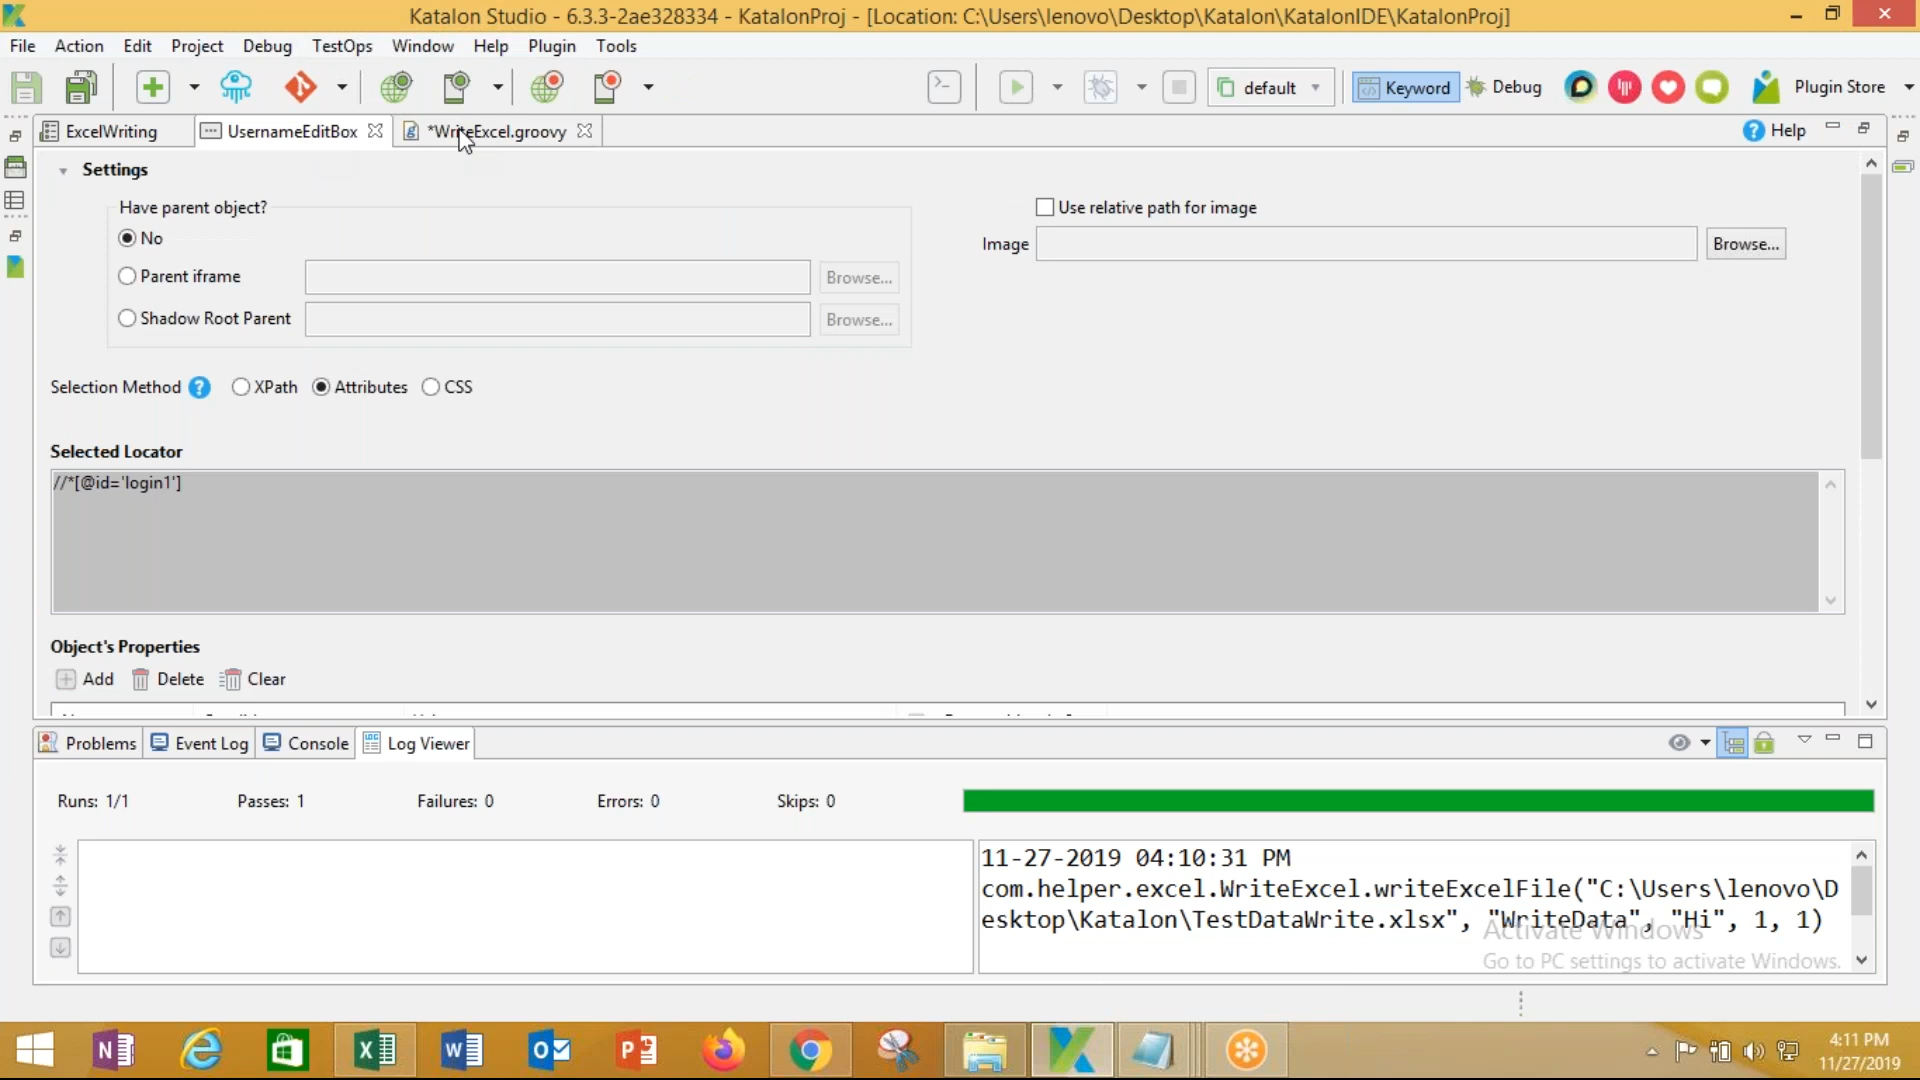 Katalon Studio - 6.3.3-2ae328334 - KatalonProj - [Location: C:\Users\lenovo\Desktop\Katalon\KatalonIDE\KatalonProj]
File Action Edit Project Debug TestOps Window Help Plugin Tools
default Keyword Debug Plugin Store
ExcelWriting UsernameEditBox *WriteExcel.groovy Help
Settings
Have parent object?
Use relative path for image
No
Image Browse...
Parent iframe Browse...
Shadow Root Parent Browse...
Selection Method XPath Attributes CSS
Selected Locator
//*[@id='login1']
Object's Properties
Add Delete Clear
Problems Event Log Console Log Viewer
Runs: 1/1 Passes: 1 Failures: 0 Errors: 0 Skips: 0
11-27-2019 04:10:31 PM
com.helper.excel.WriteExcel.writeExcelFile("C:\Users\lenovo\D
esktop\Katalon\TestDataWrite.xlsx", "WriteData", "Hi", 1, 1)
Activate Windows
Go to PC settings to activate Windows.
4:11 PM
11/27/2019